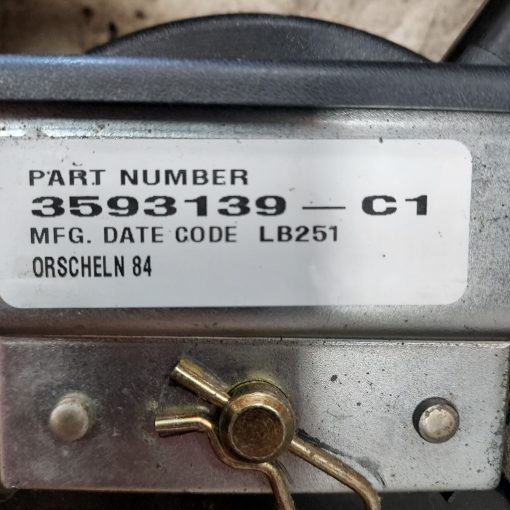 PART NUMBER
3593139-C1
MFG. DATE CODE LB251
ORSCHELN 84